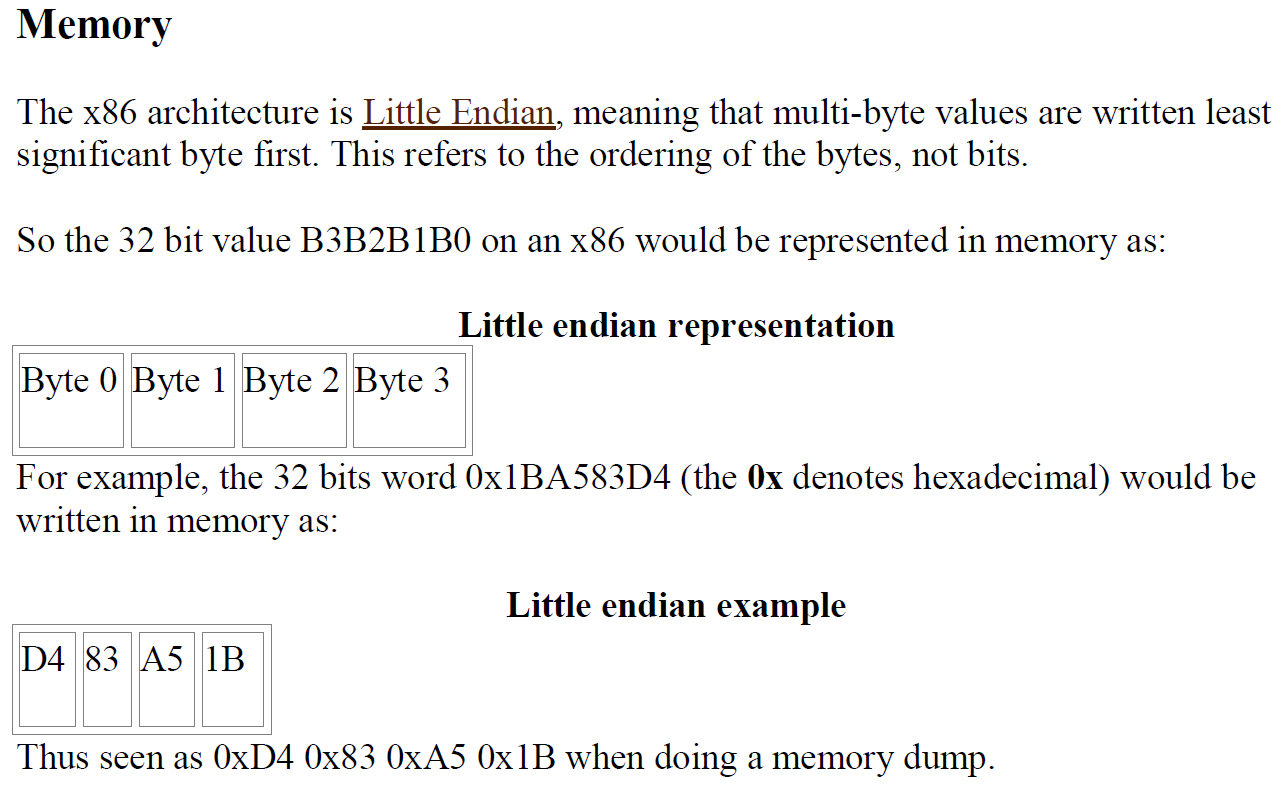 Memory
The x86 architecture is Little Endian, meaning that multi-byte values are written least
significant byte first. This refers to the ordering of the bytes, not bits.
So the 32 bit value B3B2B1B0 on an x86 would be represented in memory as:
Little endian representation
Byte 0 Byte 1 Byte 2 Byte 3
For example, the 32 bits word 0x1BA583D4 (the 0x denotes hexadecimal) would be
written in memory as:
Little endian example
D4 83 A5 1B
Thus seen as 0xD4 0x83 0xA5 0x1B when doing a memory dump.